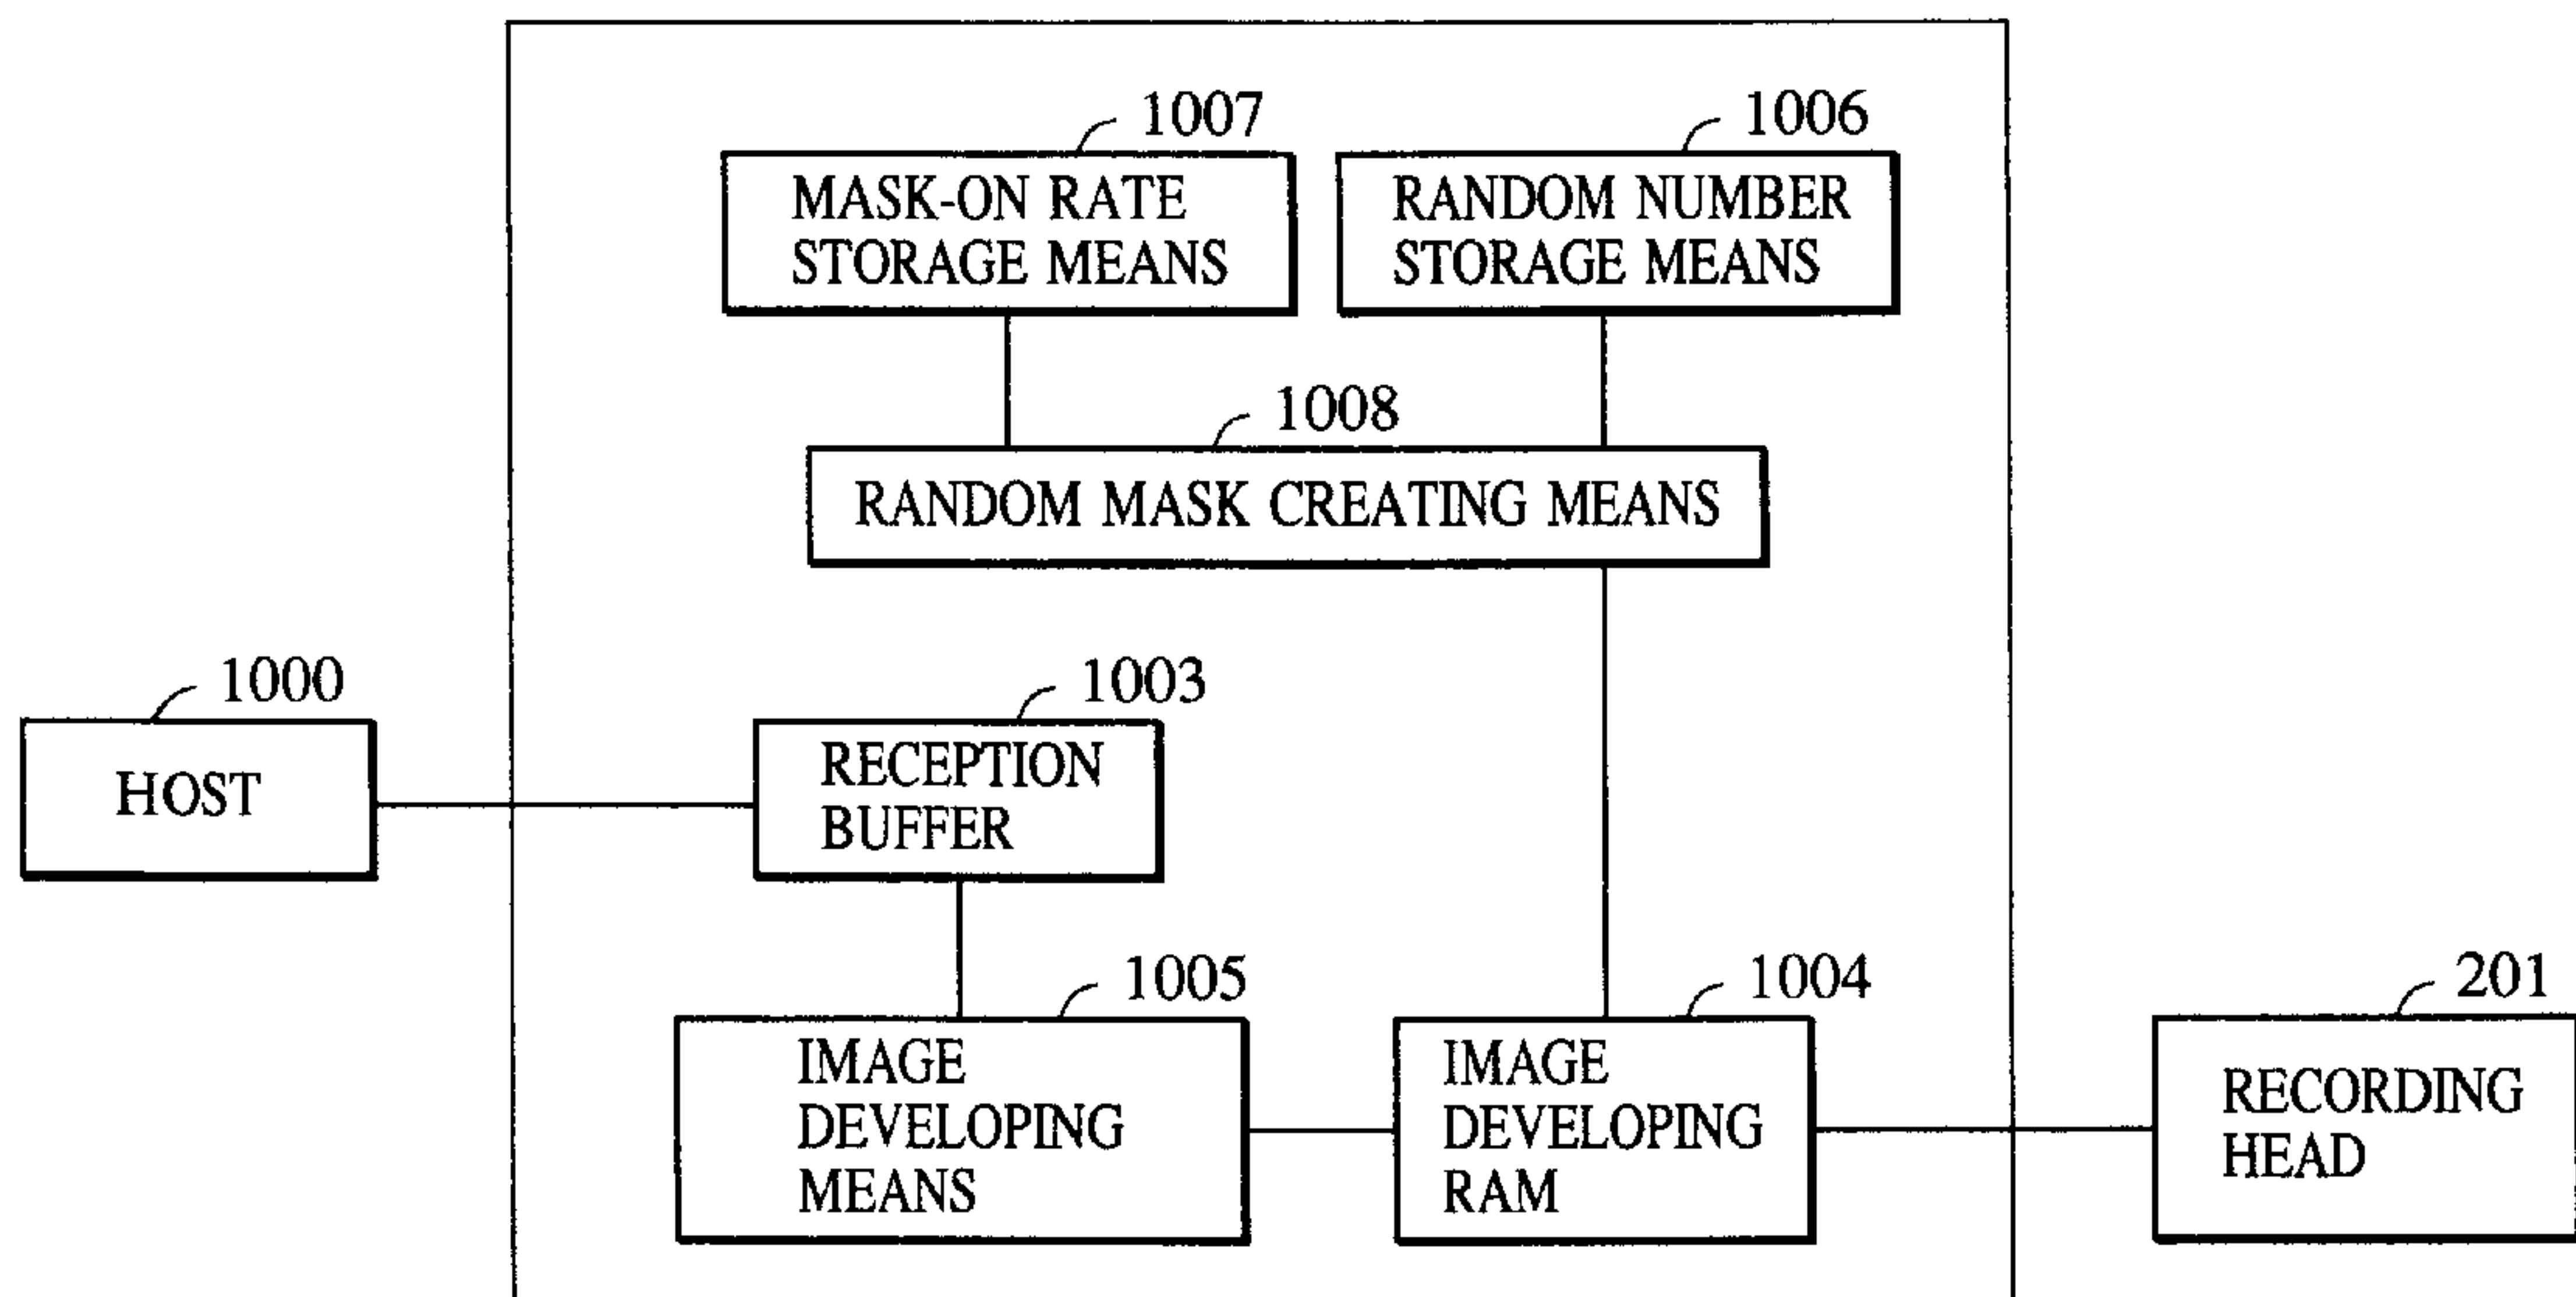 1007
MASK-ON RATE
STORAGE MEANS
1006
RANDOM NUMBER
STORAGE MEANS
1008
RANDOM MASK CREATING MEANS
1000
HOST
1003
RECEPTION
BUFFER
1005
IMAGE
DEVELOPING
MEANS
1004
IMAGE
DEVELOPING
RAM
201
RECORDING
HEAD